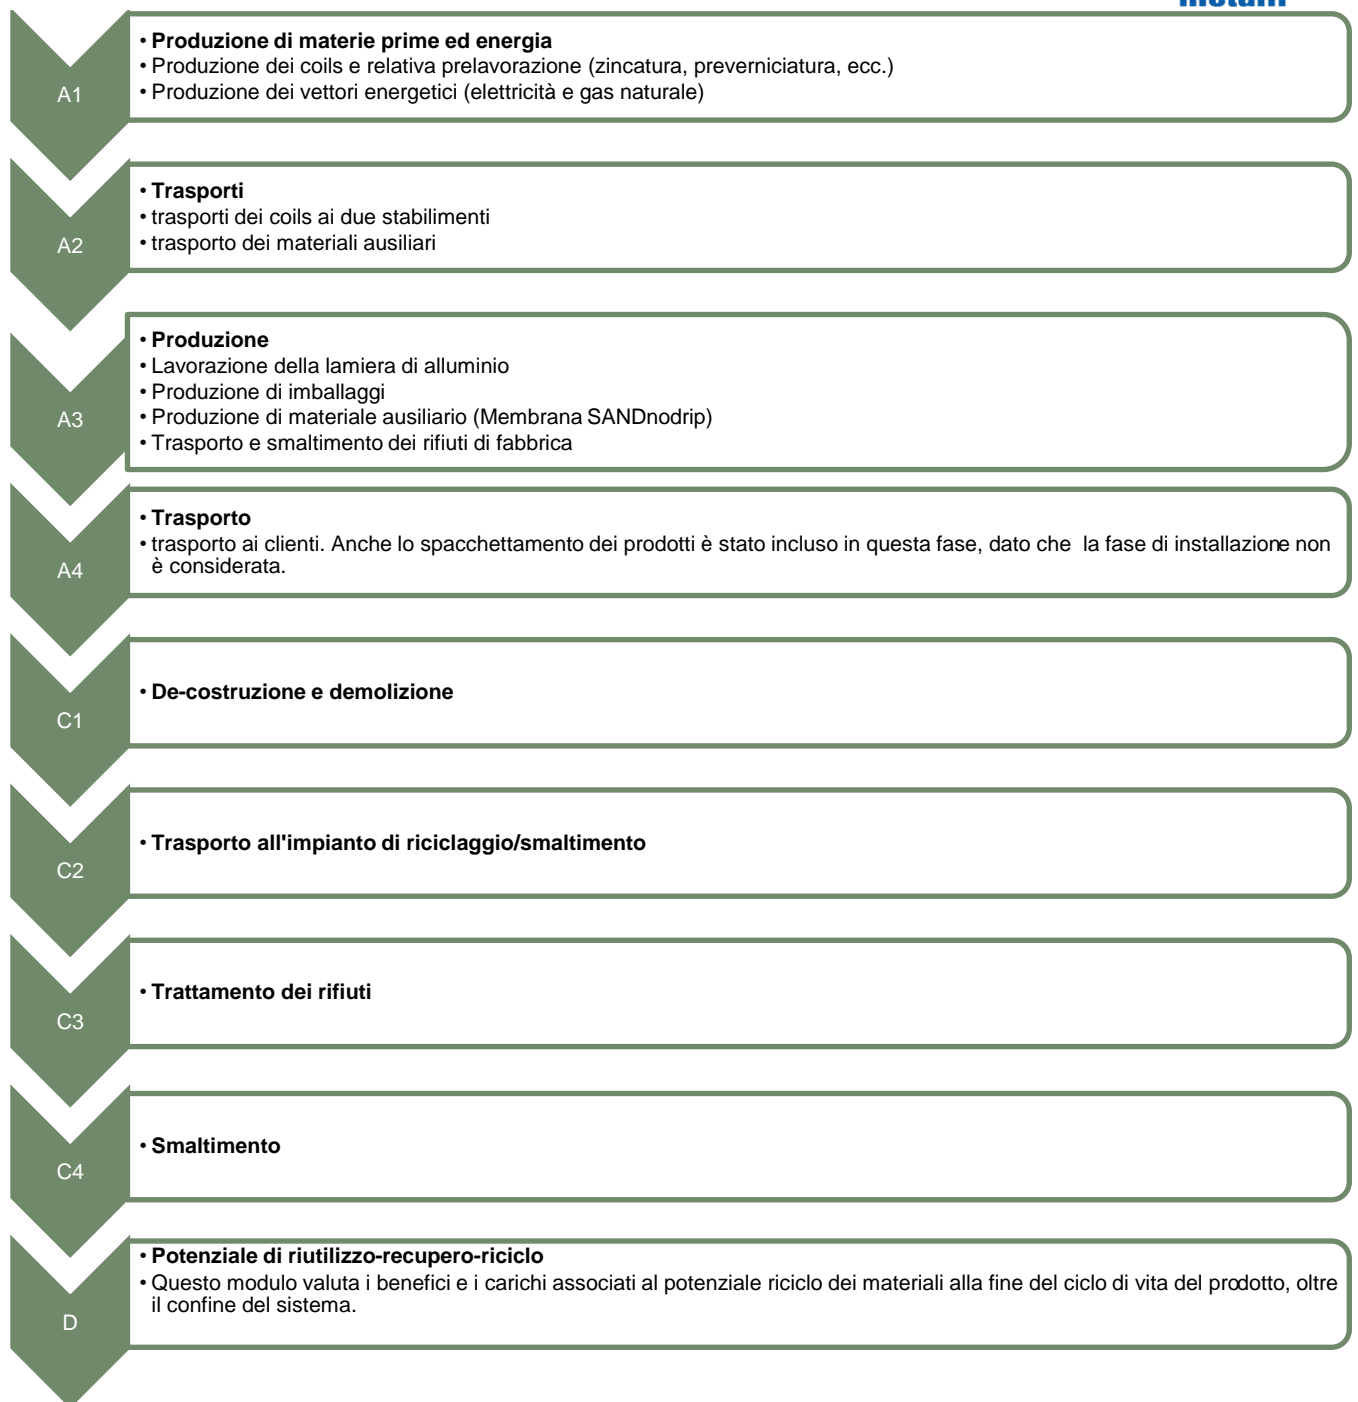 A1
• Produzione di materie prime ed energia
• Produzione dei coils e relativa prelavorazione (zincatura, preverniciatura, ecc.)
• Produzione dei vettori energetici (elettricità e gas naturale)
A2
• Trasporti
• trasporti dei coils ai due stabilimenti
• trasporto dei materiali ausiliari
A3
• Produzione
• Lavorazione della lamiera di alluminio
• Produzione di imballaggi
• Produzione di materiale ausiliario (Membrana SANDnodrip)
• Trasporto e smaltimento dei rifiuti di fabbrica
A4
• Trasporto
• trasporto ai clienti. Anche lo spacchettamento dei prodotti è stato incluso in questa fase, dato che la fase di installazione non
è considerata.
C1
• De-costruzione e demolizione
C2
• Trasporto all'impianto di riciclaggio/smaltimento
C3
• Trattamento dei rifiuti
C4
• Smaltimento
D
• Potenziale di riutilizzo-recupero-riciclo
• Questo modulo valuta i benefici e i carichi associati al potenziale riciclo dei materiali alla fine del ciclo di vita del prodotto, oltre
il confine del sistema.